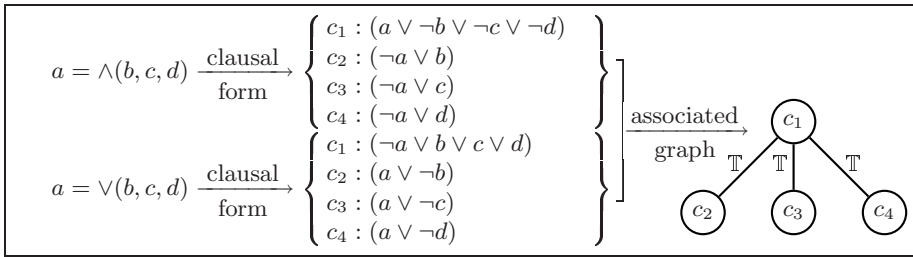 a = ∧(b, c, d) clausal form
c1 : (a ∨ ¬b ∨ ¬c ∨ ¬d)
c2 : (¬a ∨ b)
c3 : (¬a ∨ c)
c4 : (¬a ∨ d)
a = ∨(b, c, d) clausal form
c1 : (¬a ∨ b ∨ c ∨ d)
c2 : (a ∨ ¬b)
c3 : (a ∨ ¬c)
c4 : (a ∨ ¬d)
associated
graph
c1
𝕋 𝕋 𝕋
c2 c3 c4